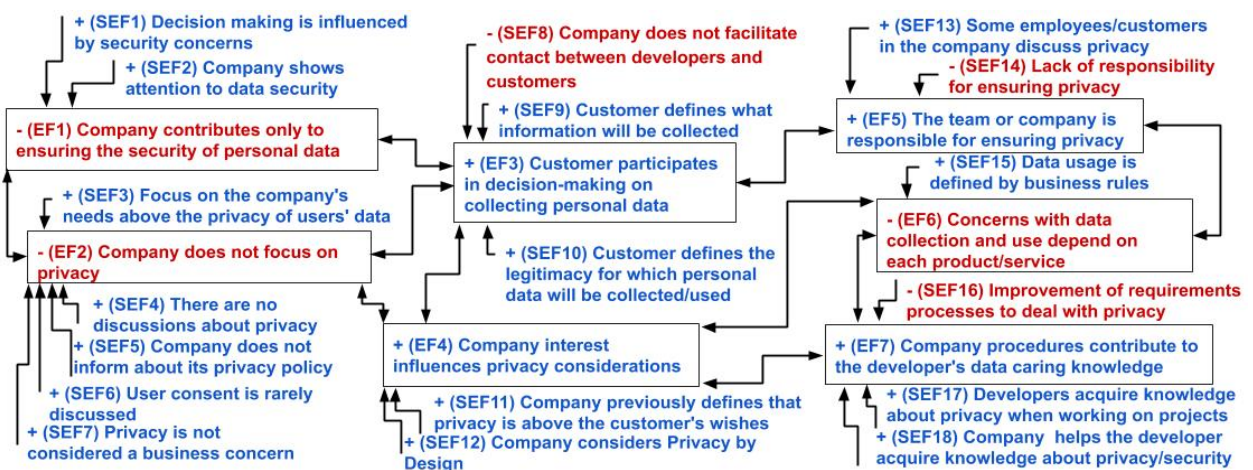 + (SEF1) Decision making is influenced
by security concerns
+ (SEF2) Company shows
attention to data security
- (EF1) Company contributes only to
ensuring the security of personal data
+ (SEF3) Focus on the company's
needs above the privacy of users' data
- (EF2) Company does not focus on
privacy
+ (SEF4) There are no
discussions about privacy
+ (SEF5) Company does not
inform about its privacy policy
+ (SEF6) User consent is rarely
discussed
+ (SEF7) Privacy is not
considered a business concern
- (SEF8) Company does not facilitate
contact between developers and
customers
+ (SEF9) Customer defines what
information will be collected
+ (EF3) Customer participates
in decision-making on
collecting personal data
+ (SEF10) Customer defines the
legitimacy for which personal
data will be collected/used
+ (EF4) Company interest
influences privacy considerations
+ (SEF11) Company previously defines that
privacy is above the customer's wishes
+ (SEF12) Company considers Privacy by
Design
+ (SEF13) Some employees/customers
in the company discuss privacy
- (SEF14) Lack of responsibility
for ensuring privacy
+ (EF5) The team or company is
responsible for ensuring privacy
+ (SEF15) Data usage is
defined by business rules
- (EF6) Concerns with data
collection and use depend on
each product/service
- (SEF16) Improvement of requirements
processes to deal with privacy
+ (EF7) Company procedures contribute to
the developer's data caring knowledge
+ (SEF17) Developers acquire knowledge
about privacy when working on projects
+ (SEF18) Company helps the developer
acquire knowledge about privacy/security